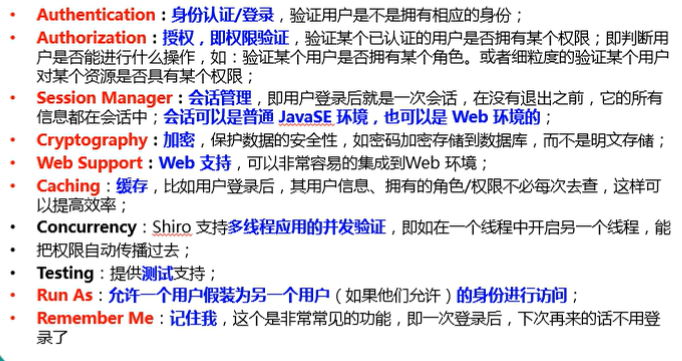 • Authentication：身份认证/登录，验证用户是不是拥有相应的身份；
• Authorization：授权，即权限验证，验证某个已认证的用户是否拥有某个权限；即判断用
户是否能进行什么操作，如：验证某个用户是否拥有某个角色。或者细粒度的验证某个用户
对某个资源是否具有某个权限；
• Session Manager：会话管理，即用户登录后就是一次会话，在没有退出之前，它的所有
信息都在会话中；会话可以是普通 JavaSE 环境，也可以是 Web 环境的；
• Cryptography：加密，保护数据的安全性，如密码加密存储到数据库，而不是明文存储；
• Web Support：Web 支持，可以非常容易的集成到Web 环境；
• Caching：缓存，比如用户登录后，其用户信息、拥有的角色/权限不必每次去查，这样可
以提高效率；
• Concurrency：Shiro 支持多线程应用的并发验证，即如在一个线程中开启另一个线程，能
• 把权限自动传播过去；
• Testing：提供测试支持；
• Run As：允许一个用户假装为另一个用户（如果他们允许）的身份进行访问；
• Remember Me：记住我，这个是非常常见的功能，即一次登录后，下次再来的话不用登
录了